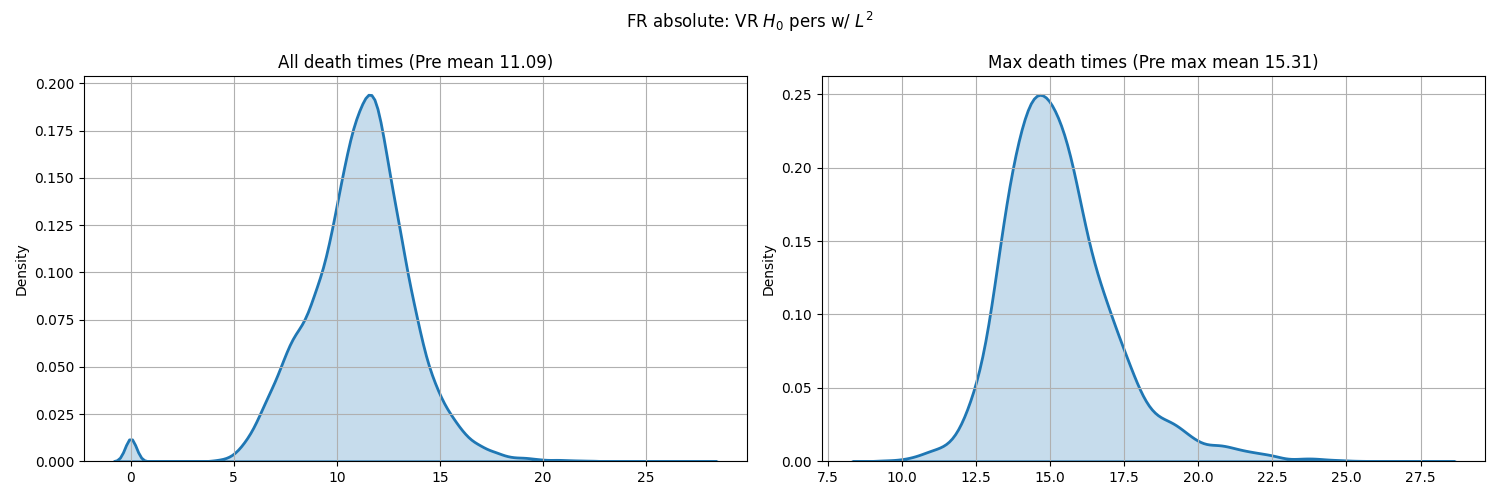 FR absolute: VR $H_0$ pers w/ $L^2$
All death times (Pre mean 11.09)
0.200
0.175
0.150
0.125
0.100
0.075
0.050
0.025
0.000
Density
0 5 10 15 20 25
Max death times (Pre max mean 15.31)
0.25
0.20
0.15
0.10
0.05
0.00
Density
7.5 10.0 12.5 15.0 17.5 20.0 22.5 25.0 27.5